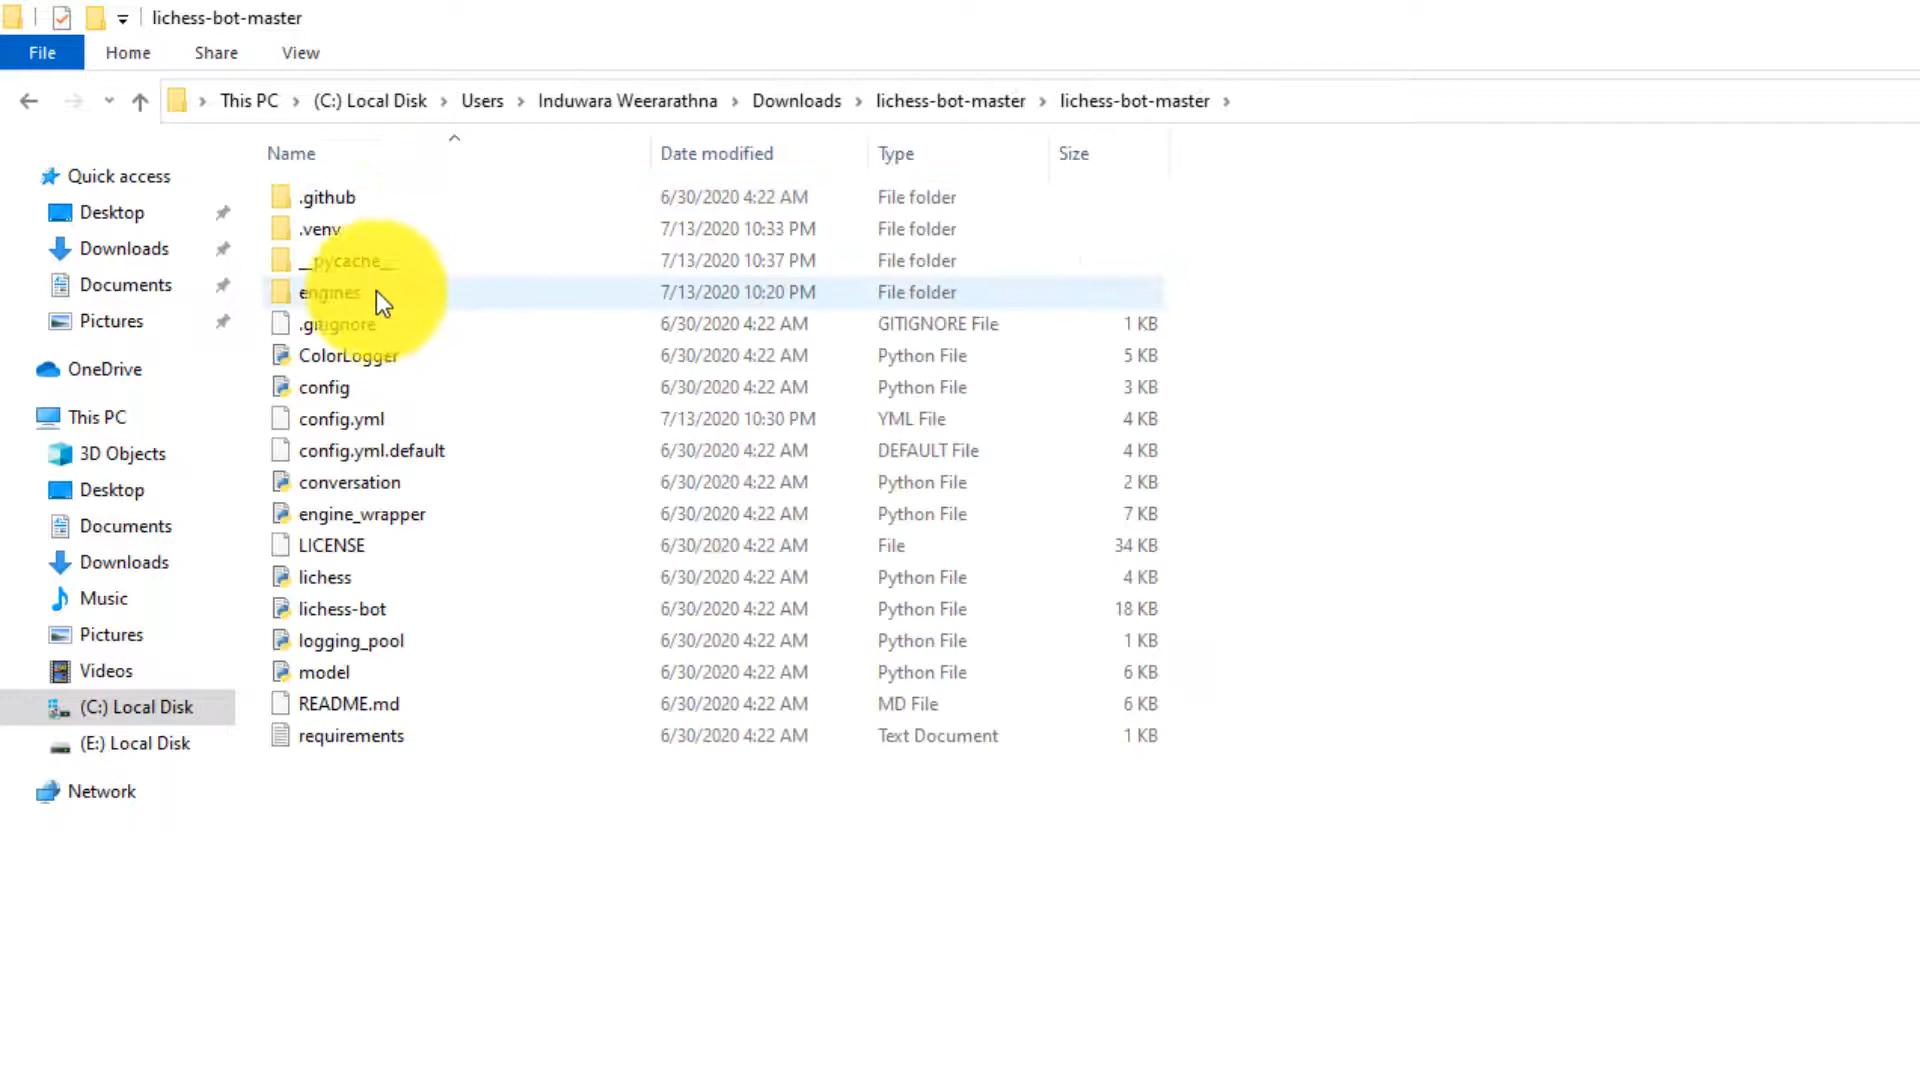 lichess-bot-master
File Home Share View
This PC (C:) Local Disk Users Induwara Weerarathna Downloads lichess-bot-master lichess-bot-master
Name Date modified Type Size
Quick access
Desktop
Downloads
Documents
Pictures
OneDrive
This PC
3D Objects
Desktop
Documents
Downloads
Music
Pictures
Videos
(C:) Local Disk
(E:) Local Disk
Network
.github 6/30/2020 4:22 AM File folder
.venv 7/13/2020 10:33 PM File folder
__pycache__ 7/13/2020 10:37 PM File folder
engines 7/13/2020 10:20 PM File folder
.gitignore 6/30/2020 4:22 AM GITIGNORE File 1 KB
ColorLogger 6/30/2020 4:22 AM Python File 5 KB
config 6/30/2020 4:22 AM Python File 3 KB
config.yml 7/13/2020 10:30 PM YML File 4 KB
config.yml.default 6/30/2020 4:22 AM DEFAULT File 4 KB
conversation 6/30/2020 4:22 AM Python File 2 KB
engine_wrapper 6/30/2020 4:22 AM Python File 7 KB
LICENSE 6/30/2020 4:22 AM File 34 KB
lichess 6/30/2020 4:22 AM Python File 4 KB
lichess-bot 6/30/2020 4:22 AM Python File 18 KB
logging_pool 6/30/2020 4:22 AM Python File 1 KB
model 6/30/2020 4:22 AM Python File 6 KB
README.md 6/30/2020 4:22 AM MD File 6 KB
requirements 6/30/2020 4:22 AM Text Document 1 KB